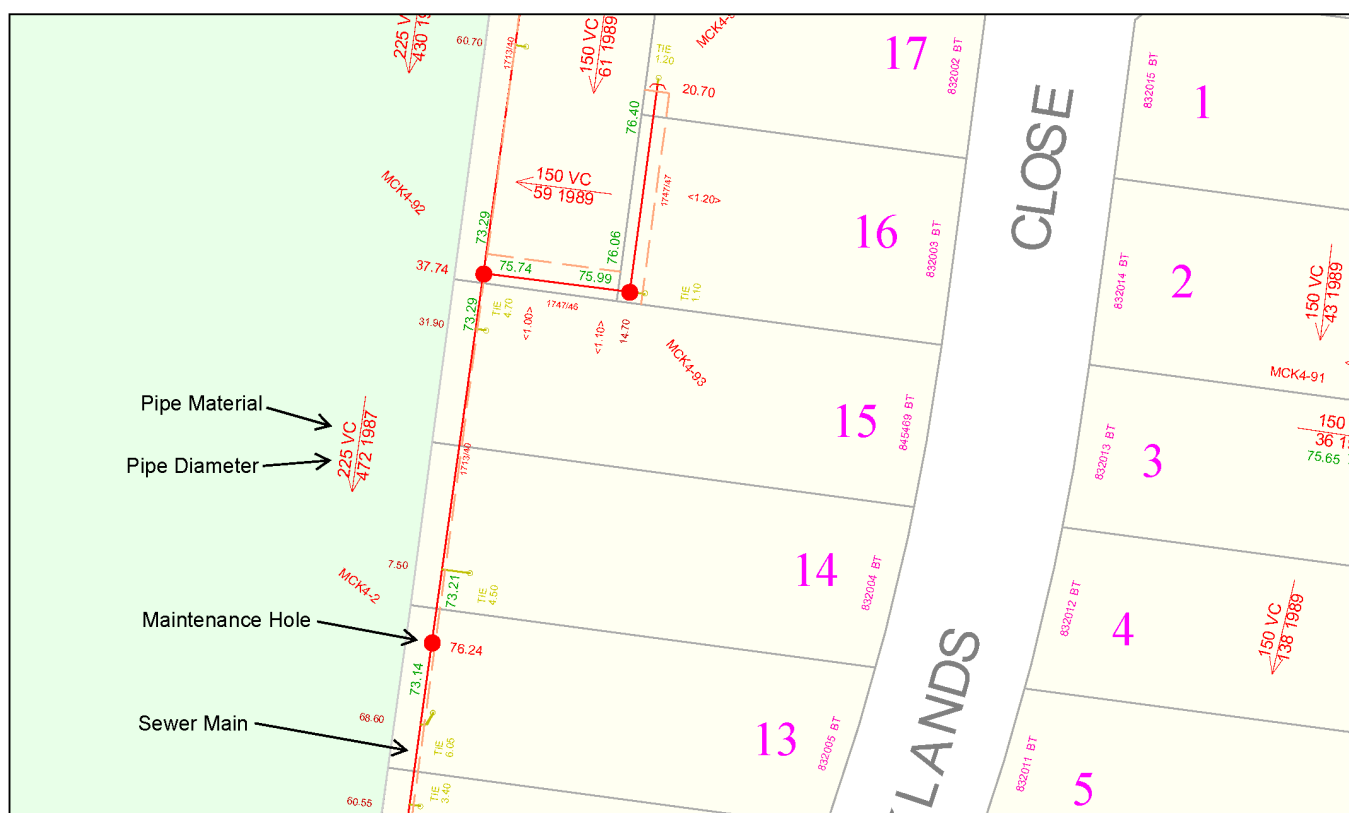 225 V
430 19
60.70
1713/40
150 VC
61 1989
TIE
1.20
20.70
76.40
17
832002 BT
CLOSE
832015 BT
1
MCK4-92
150 VC
59 1989
1747/47
<1.20>
73.29
76.06
16
832003 BT
832014 BT
2
150 VC
43 1989
37.74
75.74
75.99
TIE
1.10
31.90
73.29
TIE
4.70
<1.00>
1747/46
<1.10>
14.70
MCK4-93
MCK4-91
Pipe Material
225 VC
472 1987
Pipe Diameter
1713/40
15
845469 BT
832013 BT
3
150
36 19
75.65
7.50
MCK4-2
73.21
TIE
4.50
14
832004 BT
832012 BT
4
150 VC
138 1989
Maintenance Hole
76.24
73.14
68.60
Sewer Main
TIE
6.05
13
832005 BT
LANDS
832011 BT
5
60.55
TIE
3.40